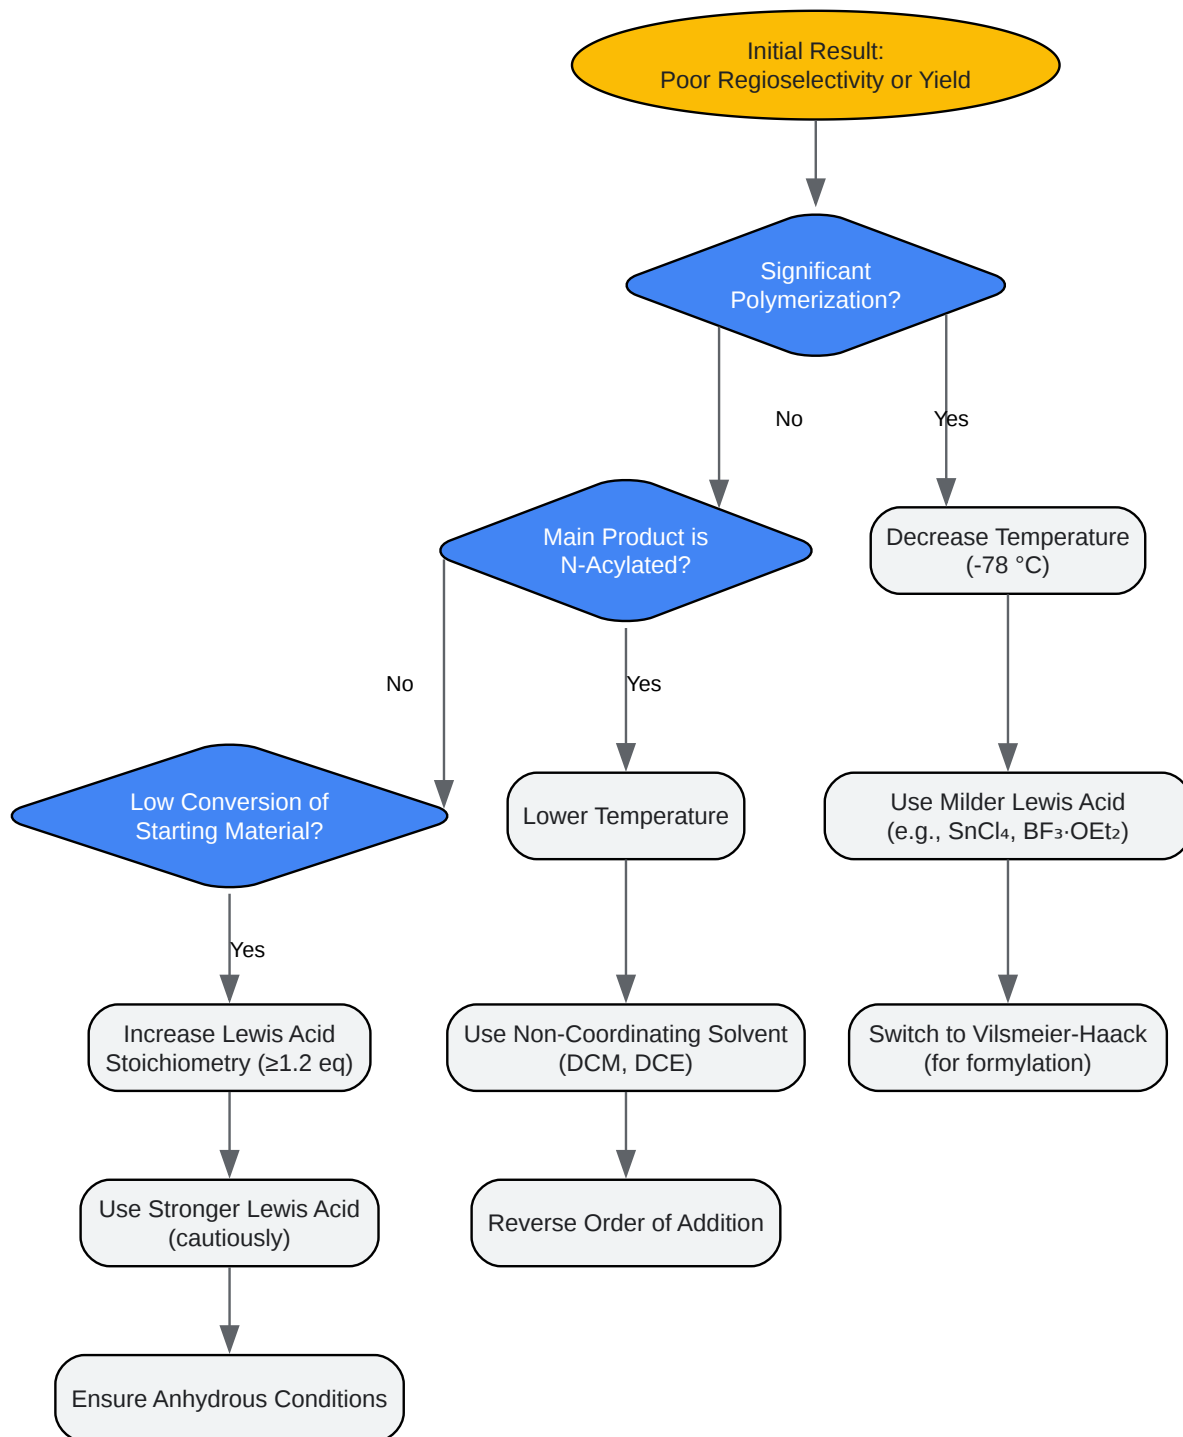 Initial Result:
Poor Regioselectivity or Yield
Significant
Polymerization?
No
Yes
Main Product is
N-Acylated?
Decrease Temperature
(-78 °C)
No
Yes
Low Conversion of
Starting Material?
Lower Temperature
Use Milder Lewis Acid
(e.g., SnCl₄, BF₃·OEt₂)
Yes
Increase Lewis Acid
Stoichiometry (≥1.2 eq)
Use Non-Coordinating Solvent
(DCM, DCE)
Switch to Vilsmeier-Haack
(for formylation)
Use Stronger Lewis Acid
(cautiously)
Reverse Order of Addition
Ensure Anhydrous Conditions